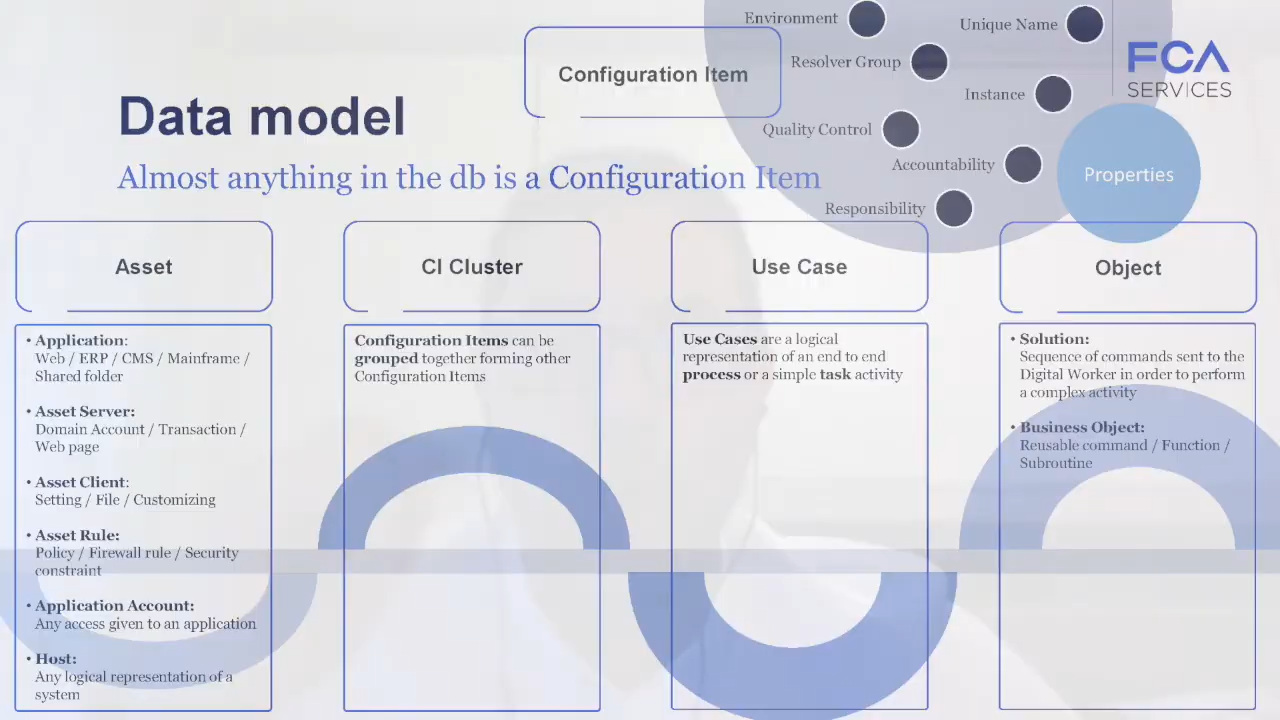 Environment
Unique Name
Configuration Item
Resolver Group
FCA
SERVICES
Instance
Data model
Quality Control
Accountability
Properties
Almost anything in the db is a Configuration Item
Responsibility
Asset
• Application:
Web / ERP / CMS / Mainframe /
Shared folder
• Asset Server:
Domain Account / Transaction /
Web page
• Asset Client:
Setting / File / Customizing
• Asset Rule:
Policy / Firewall rule / Security
constraint
• Application Account:
Any access given to an application
• Host:
Any logical representation of a
system
CI Cluster
Configuration Items can be
grouped together forming other
Configuration Items
Use Case
Use Cases are a logical
representation of an end to end
process or a simple task activity
Object
• Solution:
Sequence of commands sent to the
Digital Worker in order to perform
a complex activity
• Business Object:
Reusable command / Function /
Subroutine